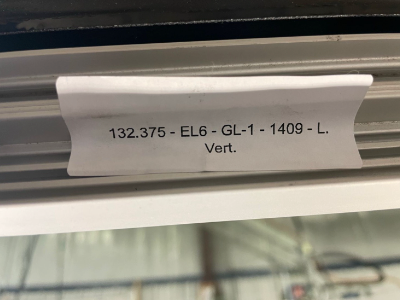 132.375 - EL6 - GL-1 - 1409 - L.
Vert.